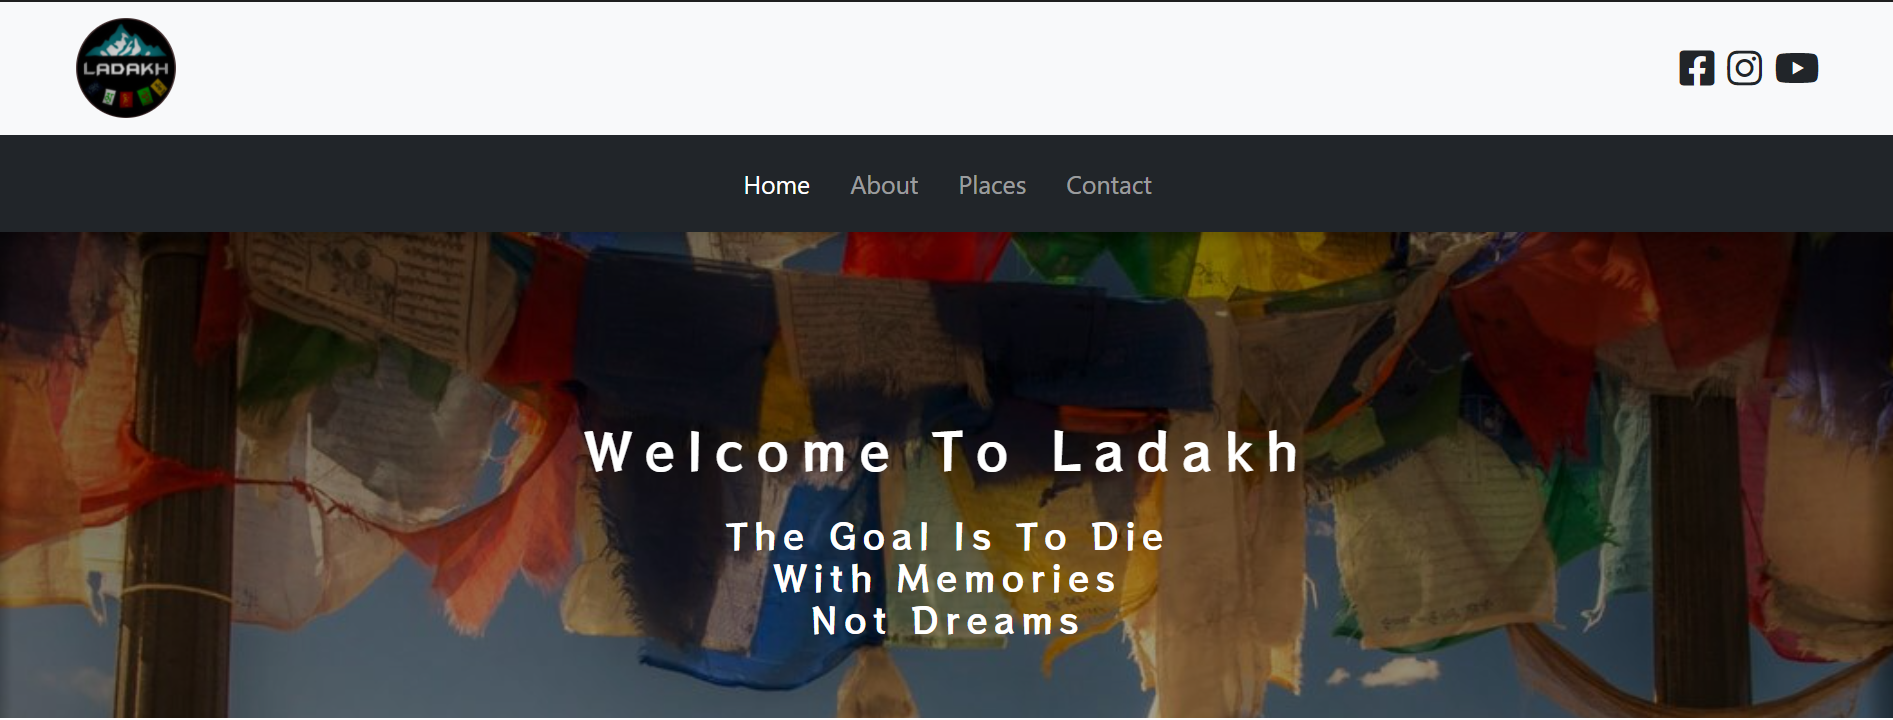 LADAKH
Home About Places Contact
Welcome To Ladakh
The Goal Is To Die
With Memories
Not Dreams